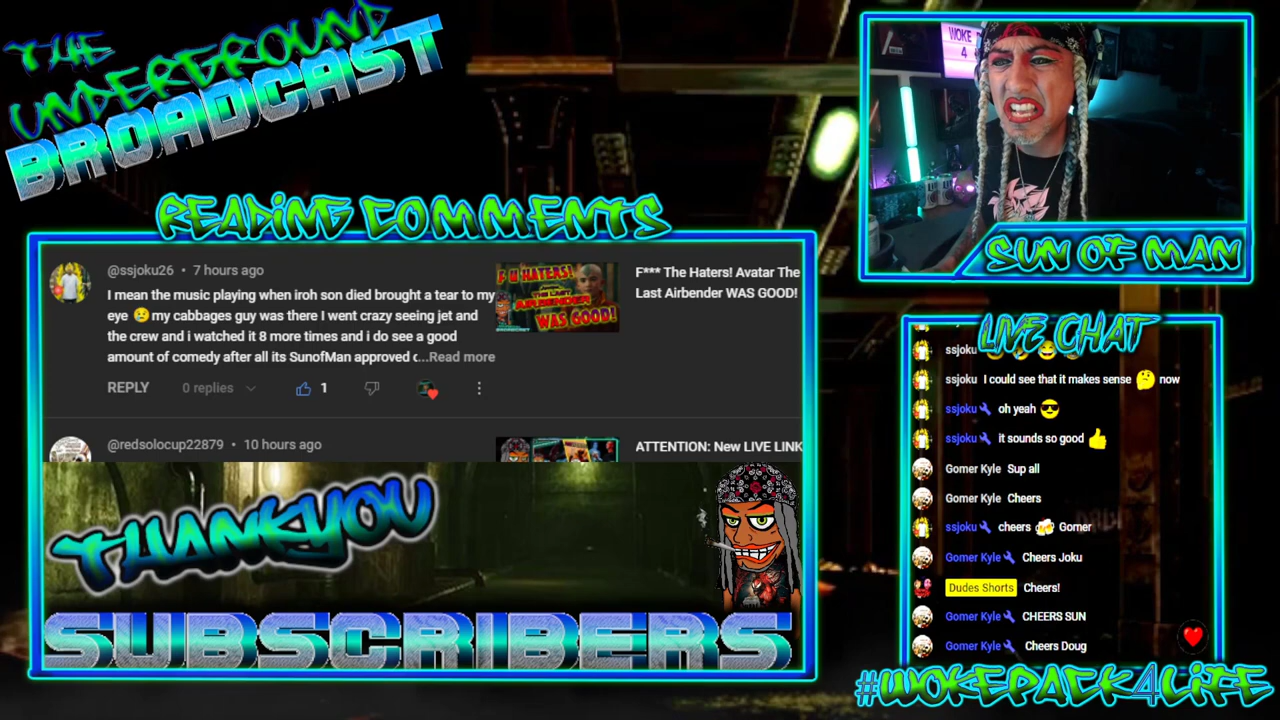 THE
UNDERGROUND
BROADCAST
READING COMMENTS
@ssjoku26 • 7 hours ago
I mean the music playing when iroh son died brought a tear to my
eye 😢 my cabbages guy was there I went crazy seeing jet and
the crew and i watched it 8 more times and i do see a good
amount of comedy after all its SunofMan approved c...Read more
REPLY 0 replies 1
F U HATERS!
AIRBENDER
WAS GOOD!
F*** The Haters! Avatar The
Last Airbender WAS GOOD!
@redsolocup22879 • 10 hours ago
ATTENTION: New LIVE LINK
THANKYOU
SUBSCRIBERS
WOKE
4
SUN OF MAN
LIVE CHAT
ssjoku
ssjoku I could see that it makes sense 🤔 now
ssjoku oh yeah 😎
ssjoku it sounds so good 👍
Gomer Kyle Sup all
Gomer Kyle Cheers
ssjoku cheers 🍻 Gomer
Gomer Kyle Cheers Joku
Dudes Shorts Cheers!
Gomer Kyle CHEERS SUN
Gomer Kyle Cheers Doug
#WOKEPACK4LIFE